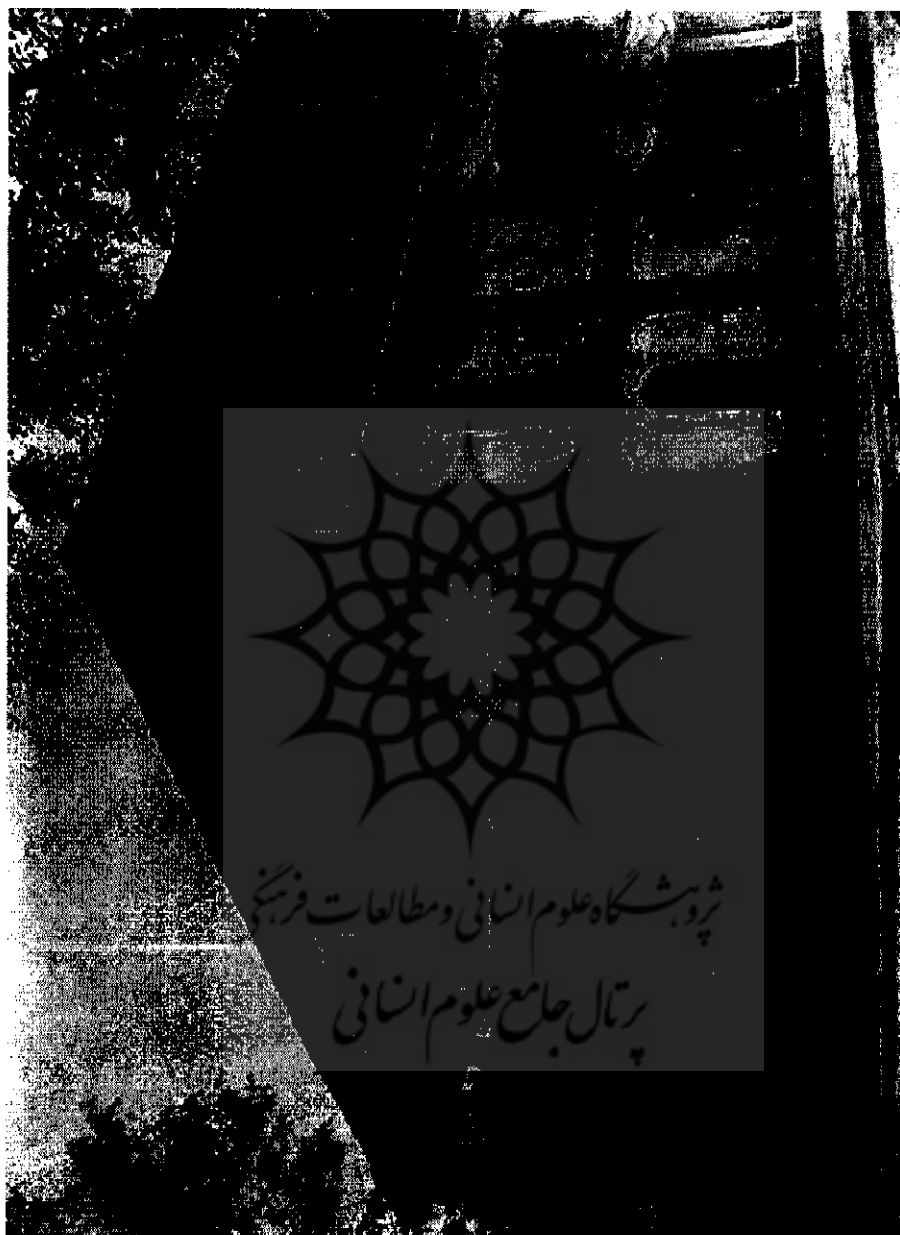 پژوهشگاه علوم انسانی و مطالعات فرهنگی
پرتال جامع علوم انسانی